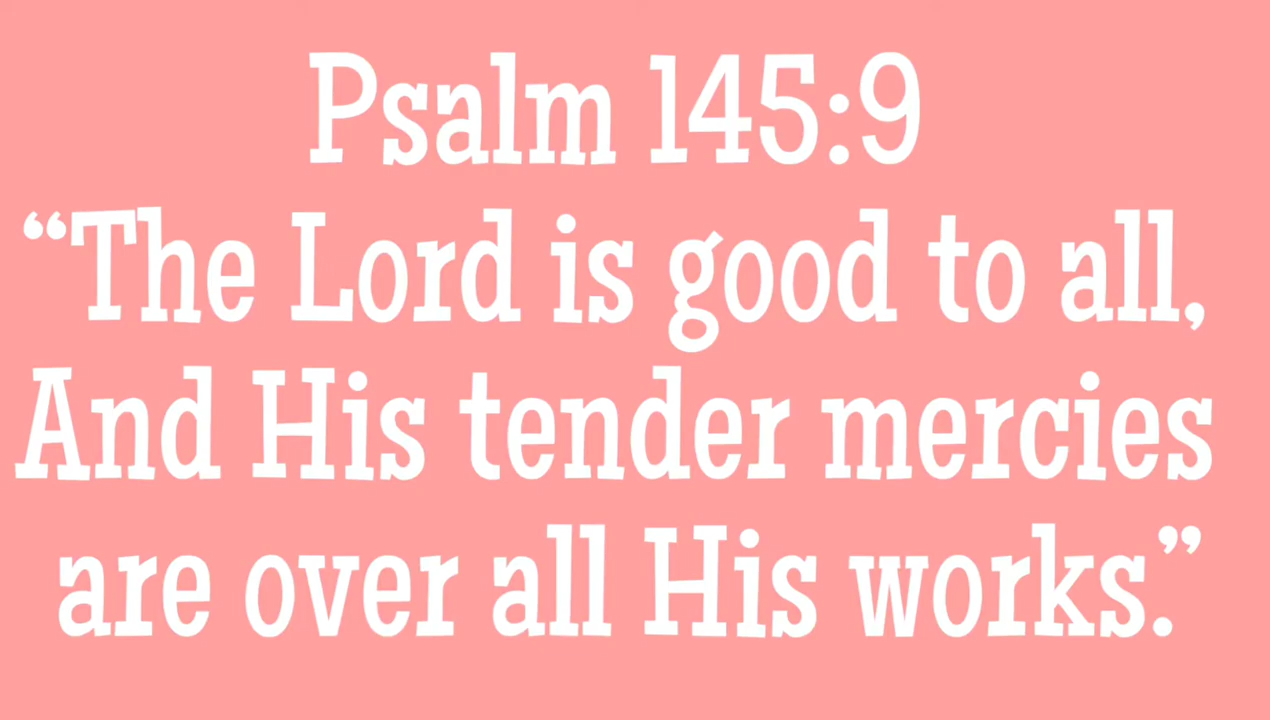 Psalm 145:9
“The Lord is good to all,
And His tender mercies
are over all His works.”